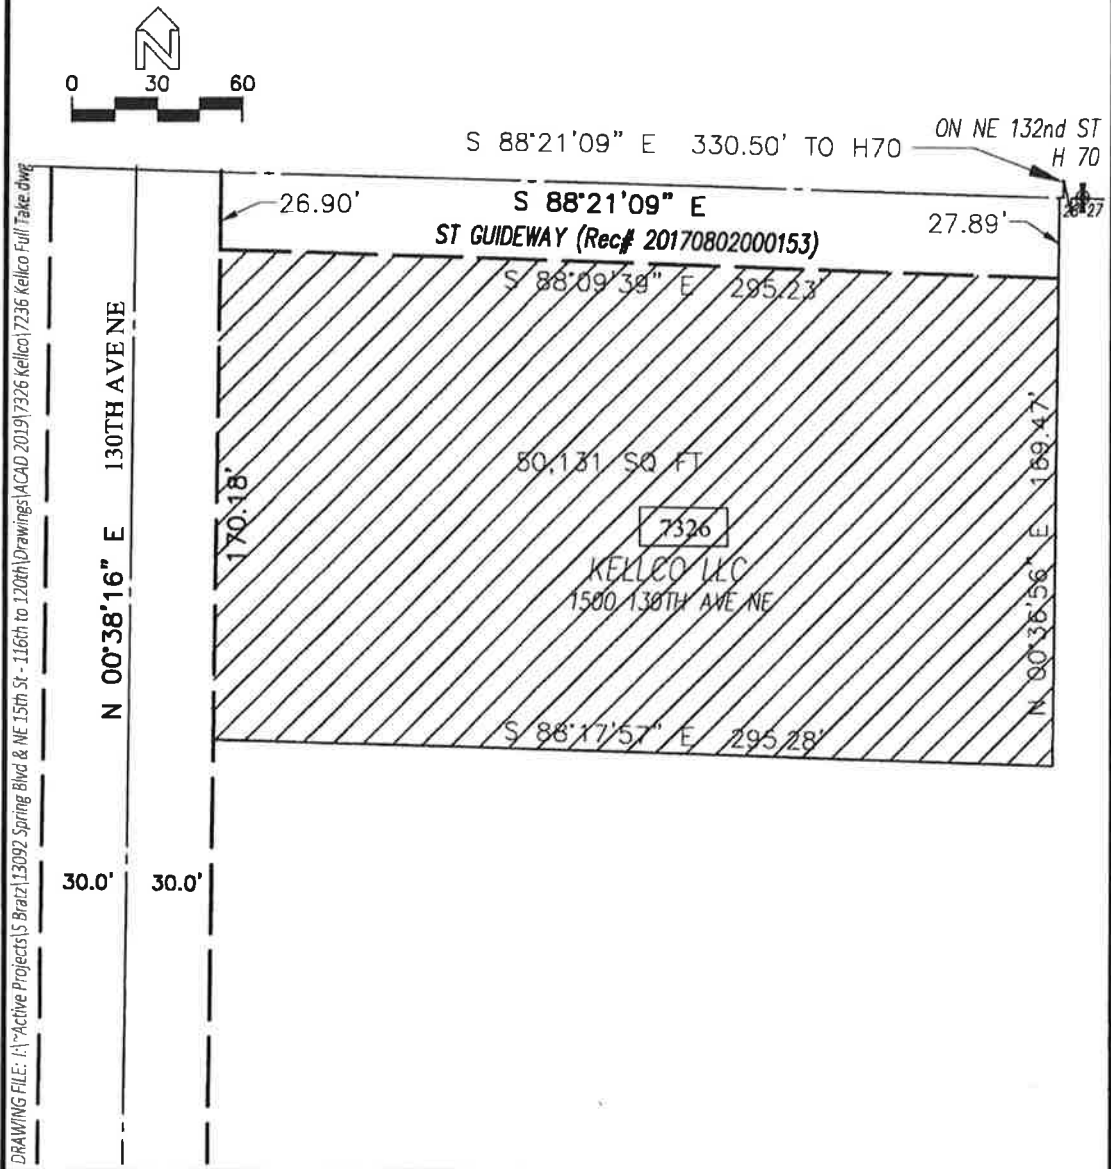 N
0 30 60
ON NE 132nd ST
S 88°21'09" E 330.50' TO H70
H 70
26.90'
S 88°21'09" E
27.89'
ST GUIDEWAY (Rec# 20170802000153)
S 88°09'39" E 295.23'
130TH AVE NE
N 00°38'16" E
170.18'
50,131 SQ FT
7326
KELLCO LLC
1500 130TH AVE NE
N 00°36'56" E 169.47'
S 88°17'57" E 295.28'
30.0' 30.0'
DRAWING FILE: I:\~Active Projects\S Bratz\13092 Spring Blvd & NE 15th St - 116th to 120th\Drawings\ACAD 2019\7326 Kellco\7236 Kellco Full Take.dwg